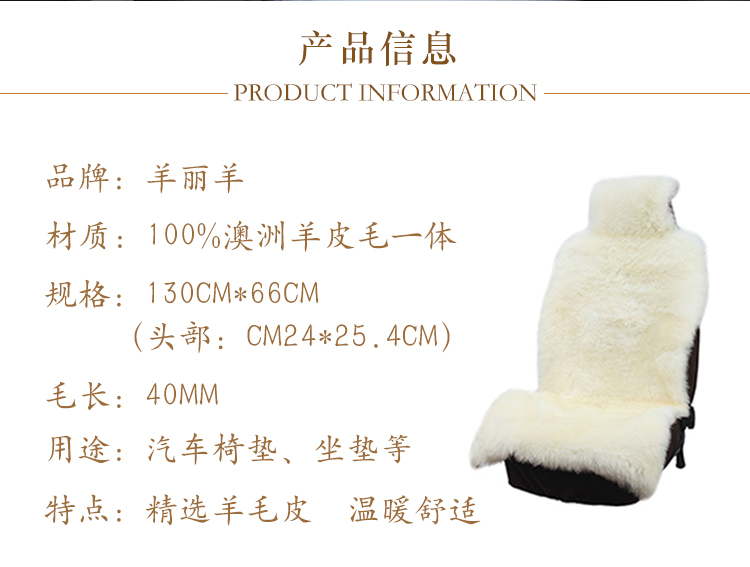 产品信息
PRODUCT INFORMATION
品牌：羊丽羊
材质：100%澳洲羊皮毛一体
规格：130CM*66CM
（头部：CM24*25.4CM）
毛长：40MM
用途：汽车椅垫、坐垫等
特点：精选羊毛皮　温暖舒适